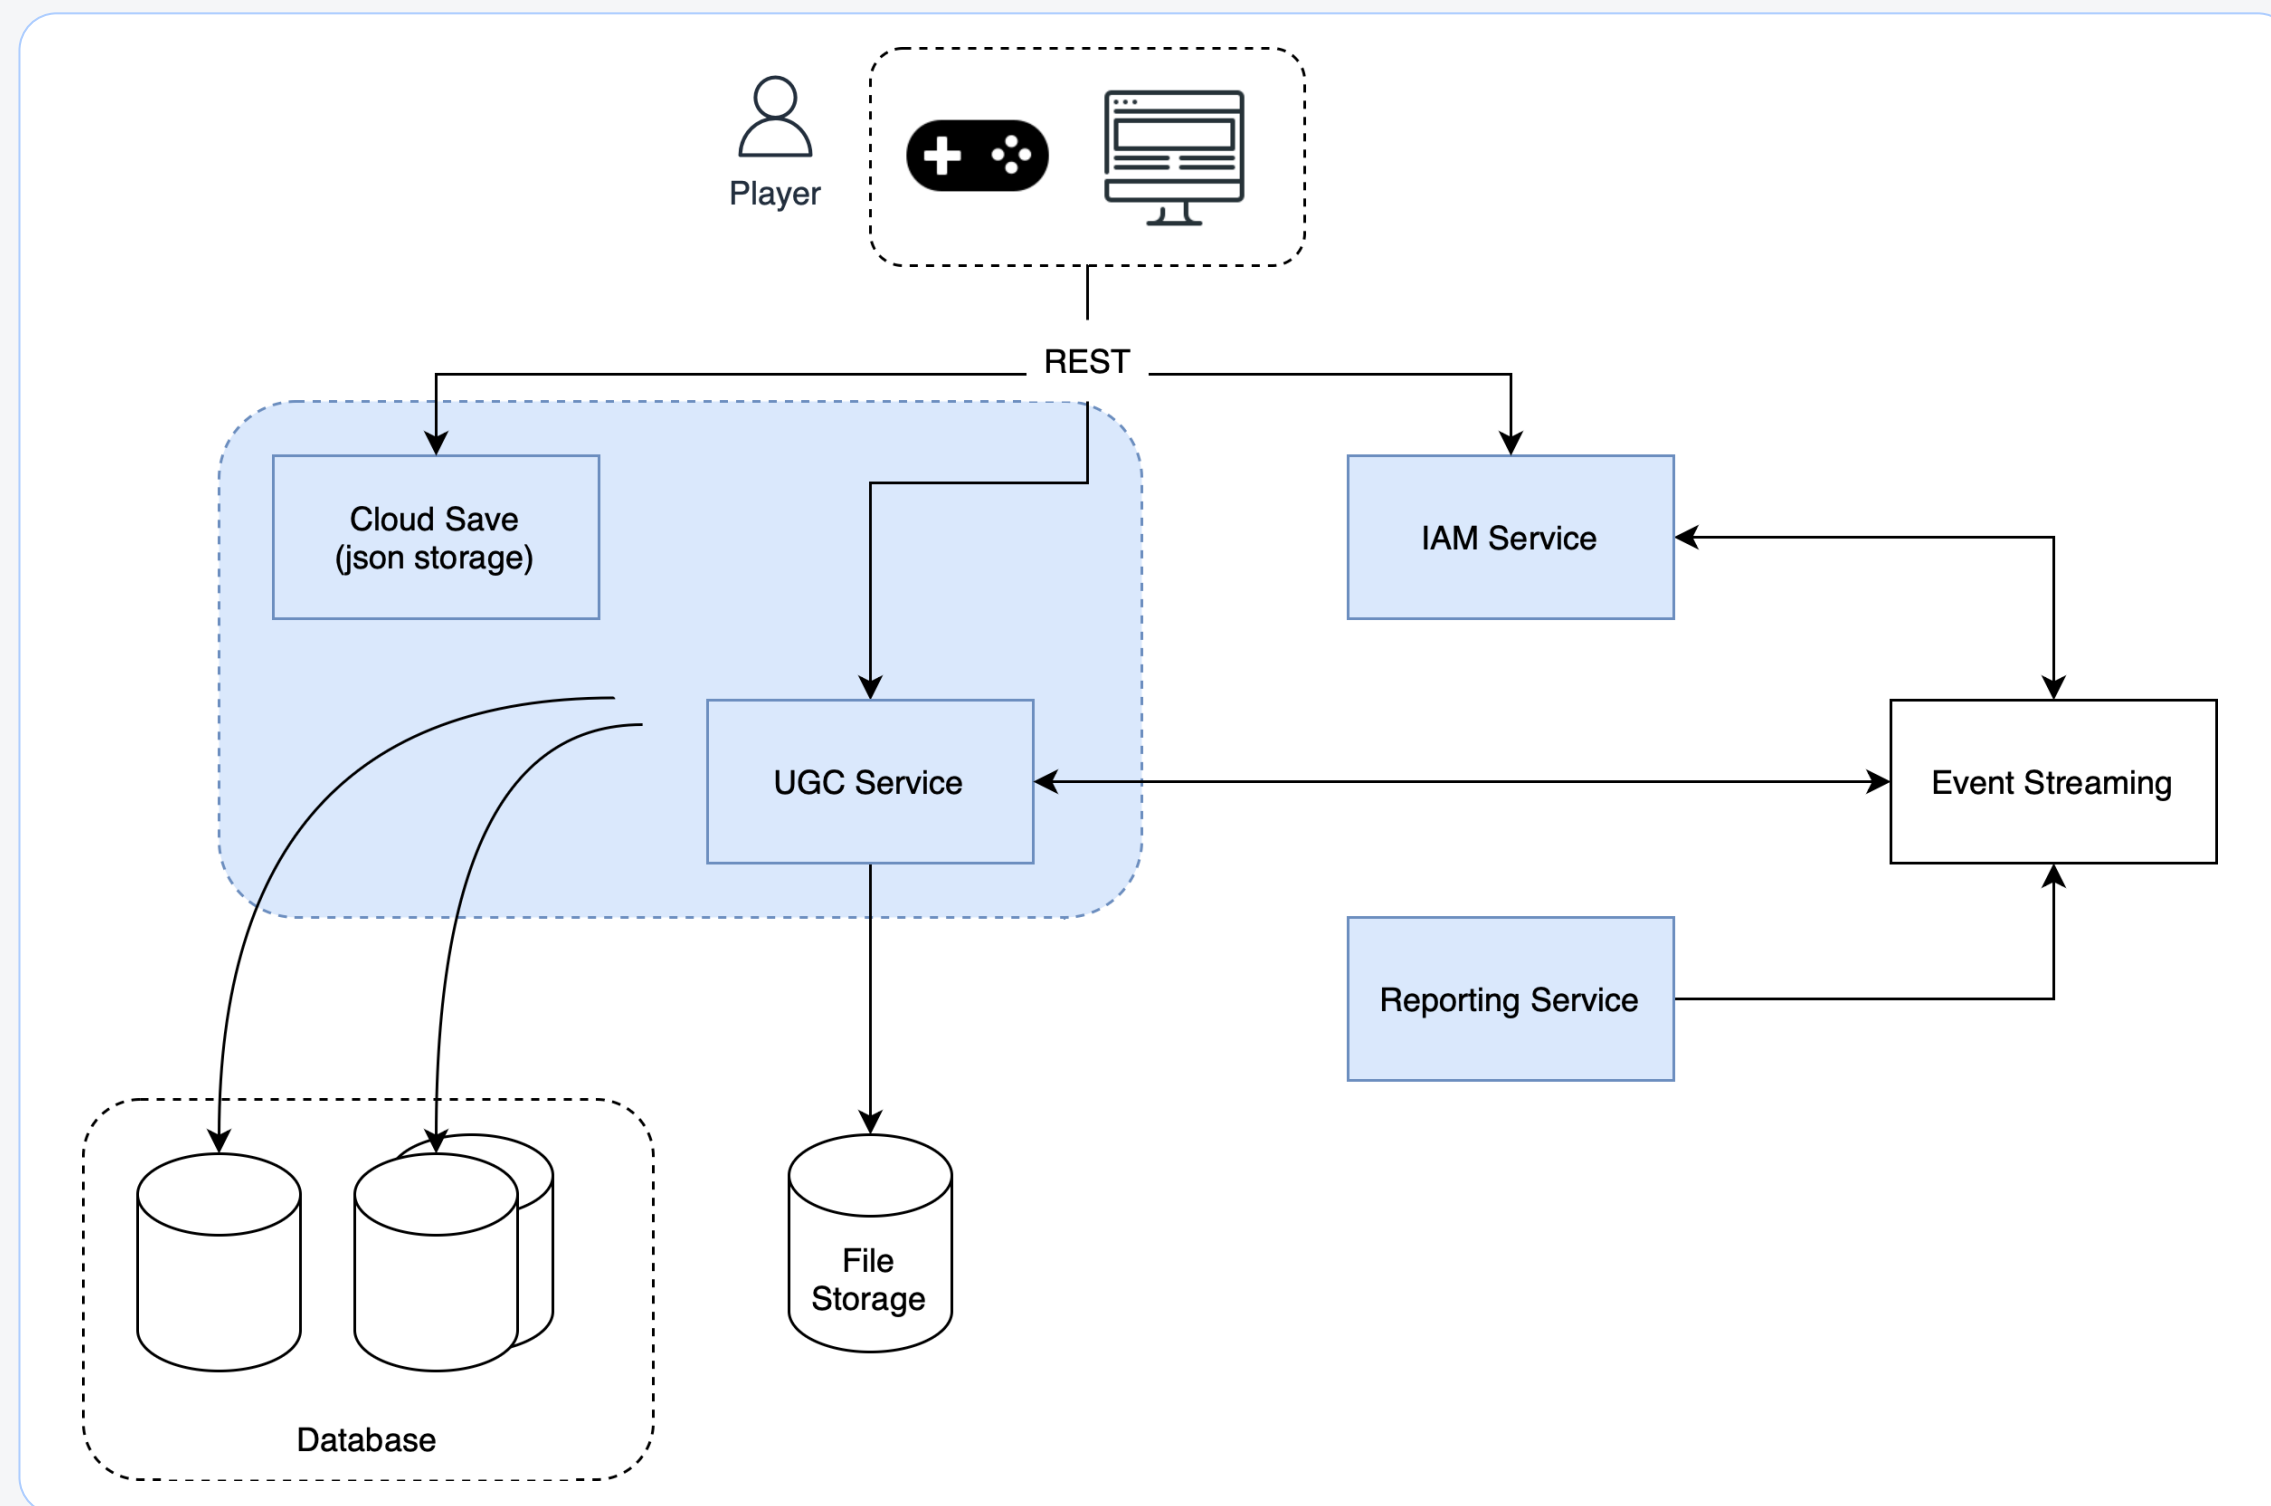 Player
REST
Cloud Save
(json storage)
IAM Service
UGC Service
Event Streaming
Reporting Service
File
Storage
Database